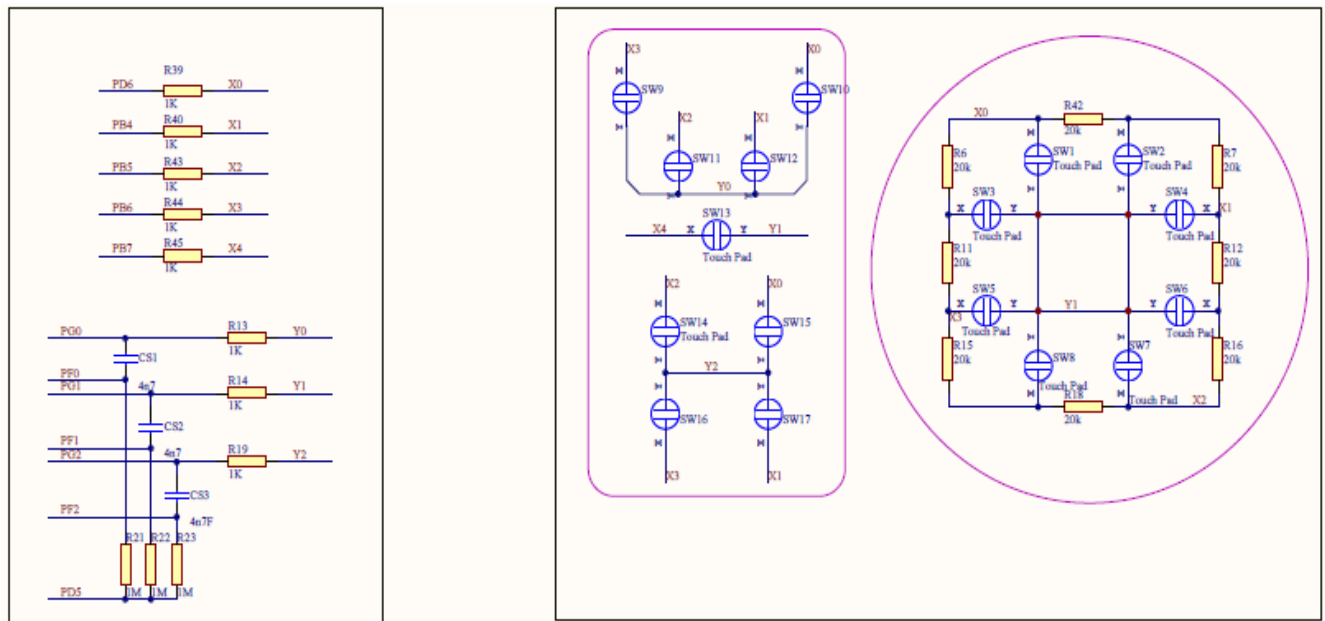 R39
PD6 X0
1K
R40
PB4 X1
1K
R43
PB5 X2
1K
R44
PB6 X3
1K
R45
PB7 X4
1K
PG0 R13 Y0
1K
CS1
PF0
PG1 4n7 R14 Y1
1K
CS2
PF1
PG2 4n7 R19 Y2
1K
CS3
PF2
4n7F
R21 R22 R23
PD5 1M 1M 1M
X3 X0
X SW9 X SW10
Y Y
X2 X1
X SW11 X SW12
Y Y
Y0
SW13
X4 X Y Y1
Touch Pad
X2 X0
X SW14 X SW15
Touch Pad
Y Y
Y2
Y Y
SW16 SW17
X X
X3 X1
X0 R42
20k
X SW1 X SW2
Touch Pad Touch Pad
Y Y
R6 R7
20k 20k
SW3 SW4
X Y Y X X1
Touch Pad Touch Pad
R11 R12
20k 20k
SW5 SW6
X Y Y1 Y X
X3 Touch Pad Touch Pad
R15 R16
20k 20k
Y SW8 Y SW7
Touch Pad Touch Pad
X X
R18 X2
20k